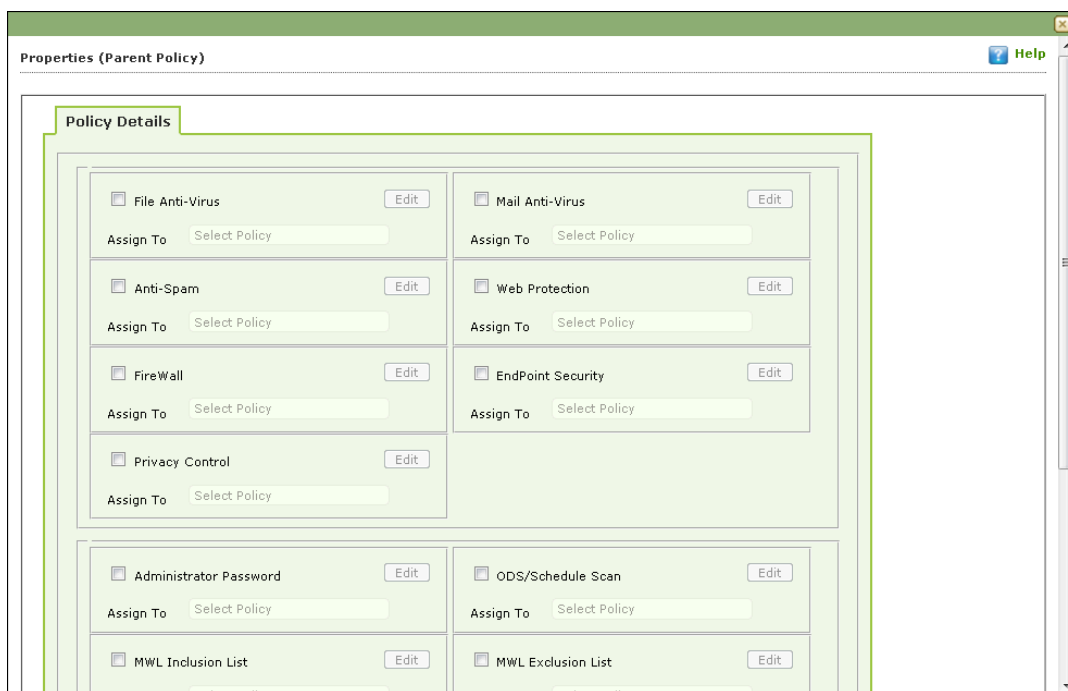 Properties (Parent Policy)
Help
Policy Details
File Anti-Virus Edit
Assign To Select Policy
Mail Anti-Virus Edit
Assign To Select Policy
Anti-Spam Edit
Assign To Select Policy
Web Protection Edit
Assign To Select Policy
FireWall Edit
Assign To Select Policy
EndPoint Security Edit
Assign To Select Policy
Privacy Control Edit
Assign To Select Policy
Administrator Password Edit
Assign To Select Policy
ODS/Schedule Scan Edit
Assign To Select Policy
MWL Inclusion List Edit
MWL Exclusion List Edit